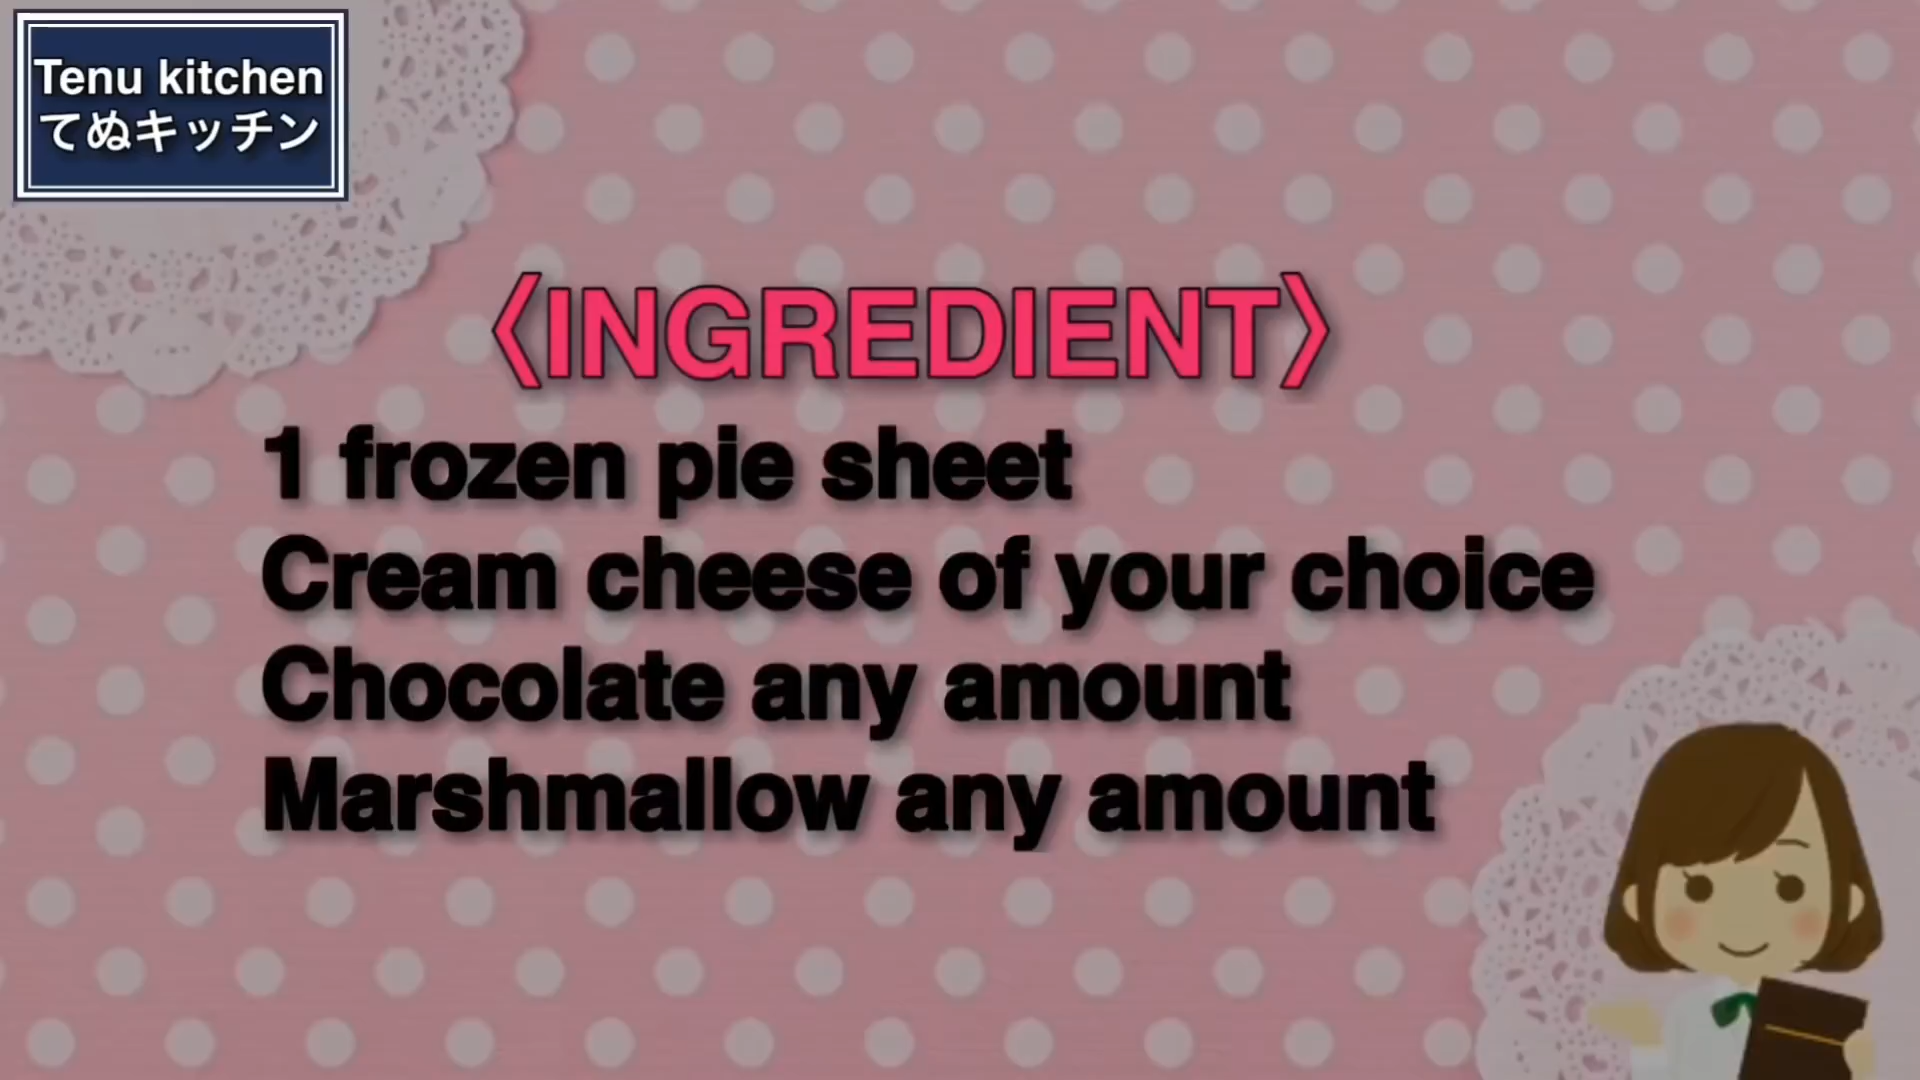 Tenu kitchen
てぬキッチン
〈INGREDIENT〉
1 frozen pie sheet
Cream cheese of your choice
Chocolate any amount
Marshmallow any amount